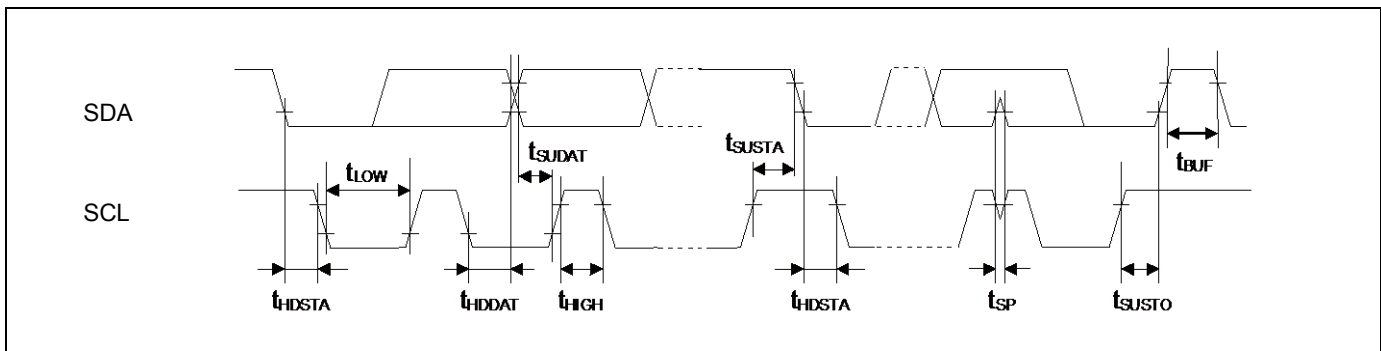 SDA
tSUDAT
tSUSTA
tLOW
tBUF
SCL
tHDSTA
tHDDAT
tHIGH
tHDSTA
tSP
tSUSTO